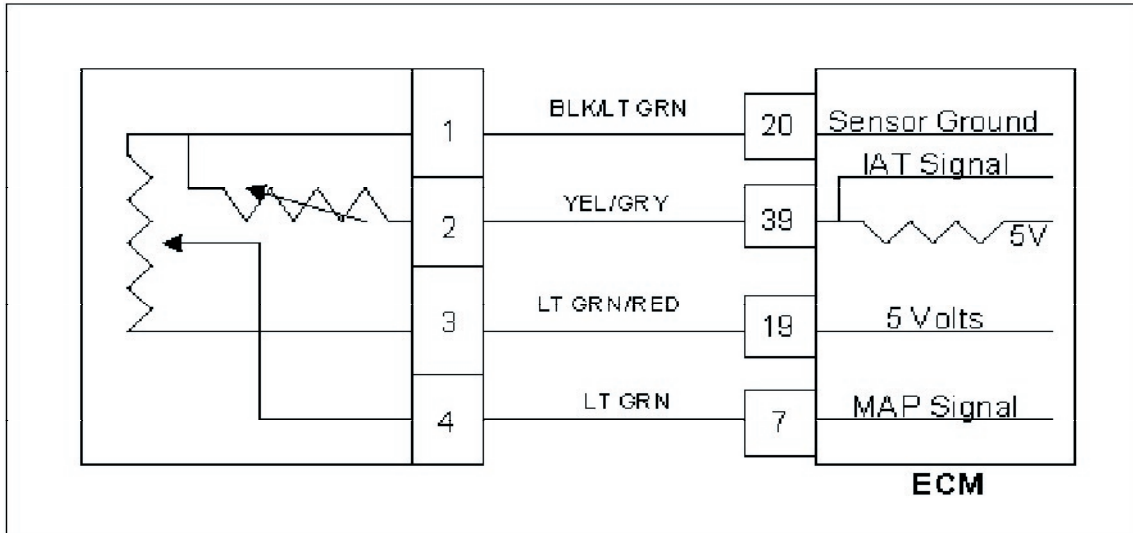 1 BLK/LT GRN 20 Sensor Ground
IAT Signal
2 YEL/GRY 39 5V
3 LT GRN/RED 19 5 Volts
4 LT GRN 7 MAP Signal
ECM